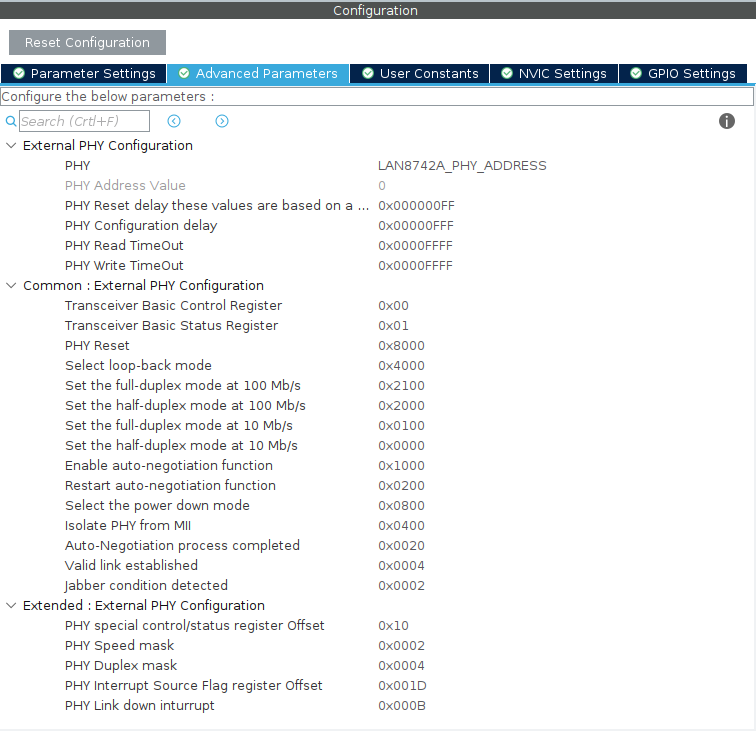 Configuration
Reset Configuration
Parameter Settings Advanced Parameters User Constants NVIC Settings GPIO Settings
Configure the below parameters :
Search (Crtl+F)
External PHY Configuration
PHY LAN8742A_PHY_ADDRESS
PHY Address Value 0
PHY Reset delay these values are based on a ... 0x000000FF
PHY Configuration delay 0x00000FFF
PHY Read TimeOut 0x0000FFFF
PHY Write TimeOut 0x0000FFFF
Common : External PHY Configuration
Transceiver Basic Control Register 0x00
Transceiver Basic Status Register 0x01
PHY Reset 0x8000
Select loop-back mode 0x4000
Set the full-duplex mode at 100 Mb/s 0x2100
Set the half-duplex mode at 100 Mb/s 0x2000
Set the full-duplex mode at 10 Mb/s 0x0100
Set the half-duplex mode at 10 Mb/s 0x0000
Enable auto-negotiation function 0x1000
Restart auto-negotiation function 0x0200
Select the power down mode 0x0800
Isolate PHY from MII 0x0400
Auto-Negotiation process completed 0x0020
Valid link established 0x0004
Jabber condition detected 0x0002
Extended : External PHY Configuration
PHY special control/status register Offset 0x10
PHY Speed mask 0x0002
PHY Duplex mask 0x0004
PHY Interrupt Source Flag register Offset 0x001D
PHY Link down inturrupt 0x000B